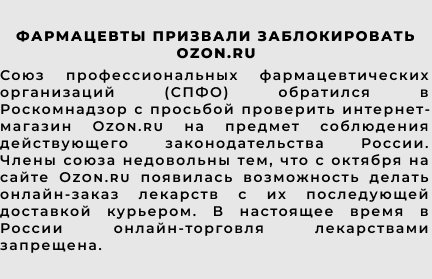 ФАРМАЦЕВТЫ ПРИЗВАЛИ ЗАБЛОКИРОВАТЬ
OZON.RU
Союз профессиональных фармацевтических
организаций (СПФО) обратился в
Роскомнадзор с просьбой проверить интернет-
магазин OZON.RU на предмет соблюдения
действующего законодательства России.
Члены союза недовольны тем, что с октября на
сайте OZON.RU появилась возможность делать
онлайн-заказ лекарств с их последующей
доставкой курьером. В настоящее время в
России онлайн-торговля лекарствами
запрещена.